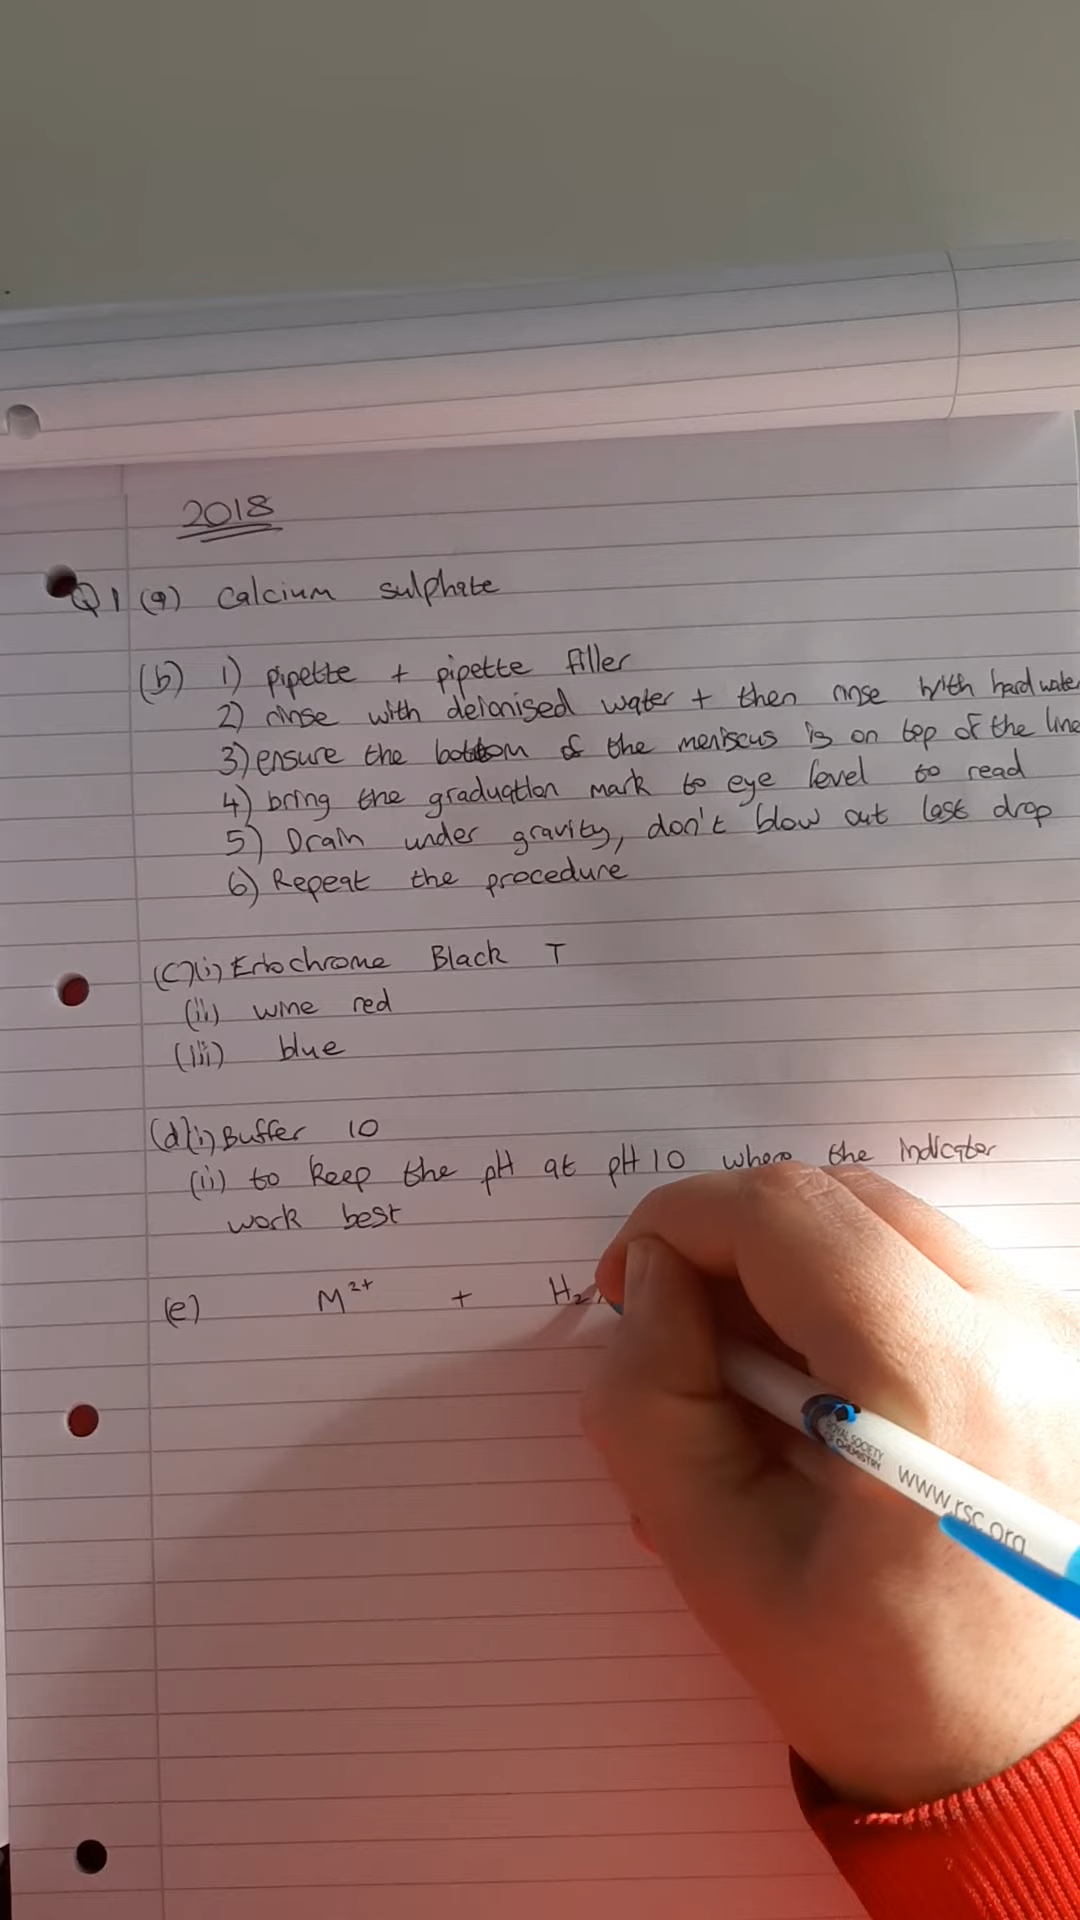 2018
Q1 (a) Calcium sulphate
(b) 1) pipette + pipette filler
2) rinse with deionised water + then rinse with hard water
3) ensure the bottom of the meniscus is on top of the line
4) bring the graduation mark to eye level to read
5) Drain under gravity, don't blow out last drop
6) Repeat the procedure
(c)(i) Eriochrome Black T
(ii) wine red
(iii) blue
(d)(i) Buffer 10
(ii) to keep the pH at pH 10 where the indicator
work best
(e) M²⁺ + H₂
ROYAL SOCIETY
OF CHEMISTRY
www.rsc.org